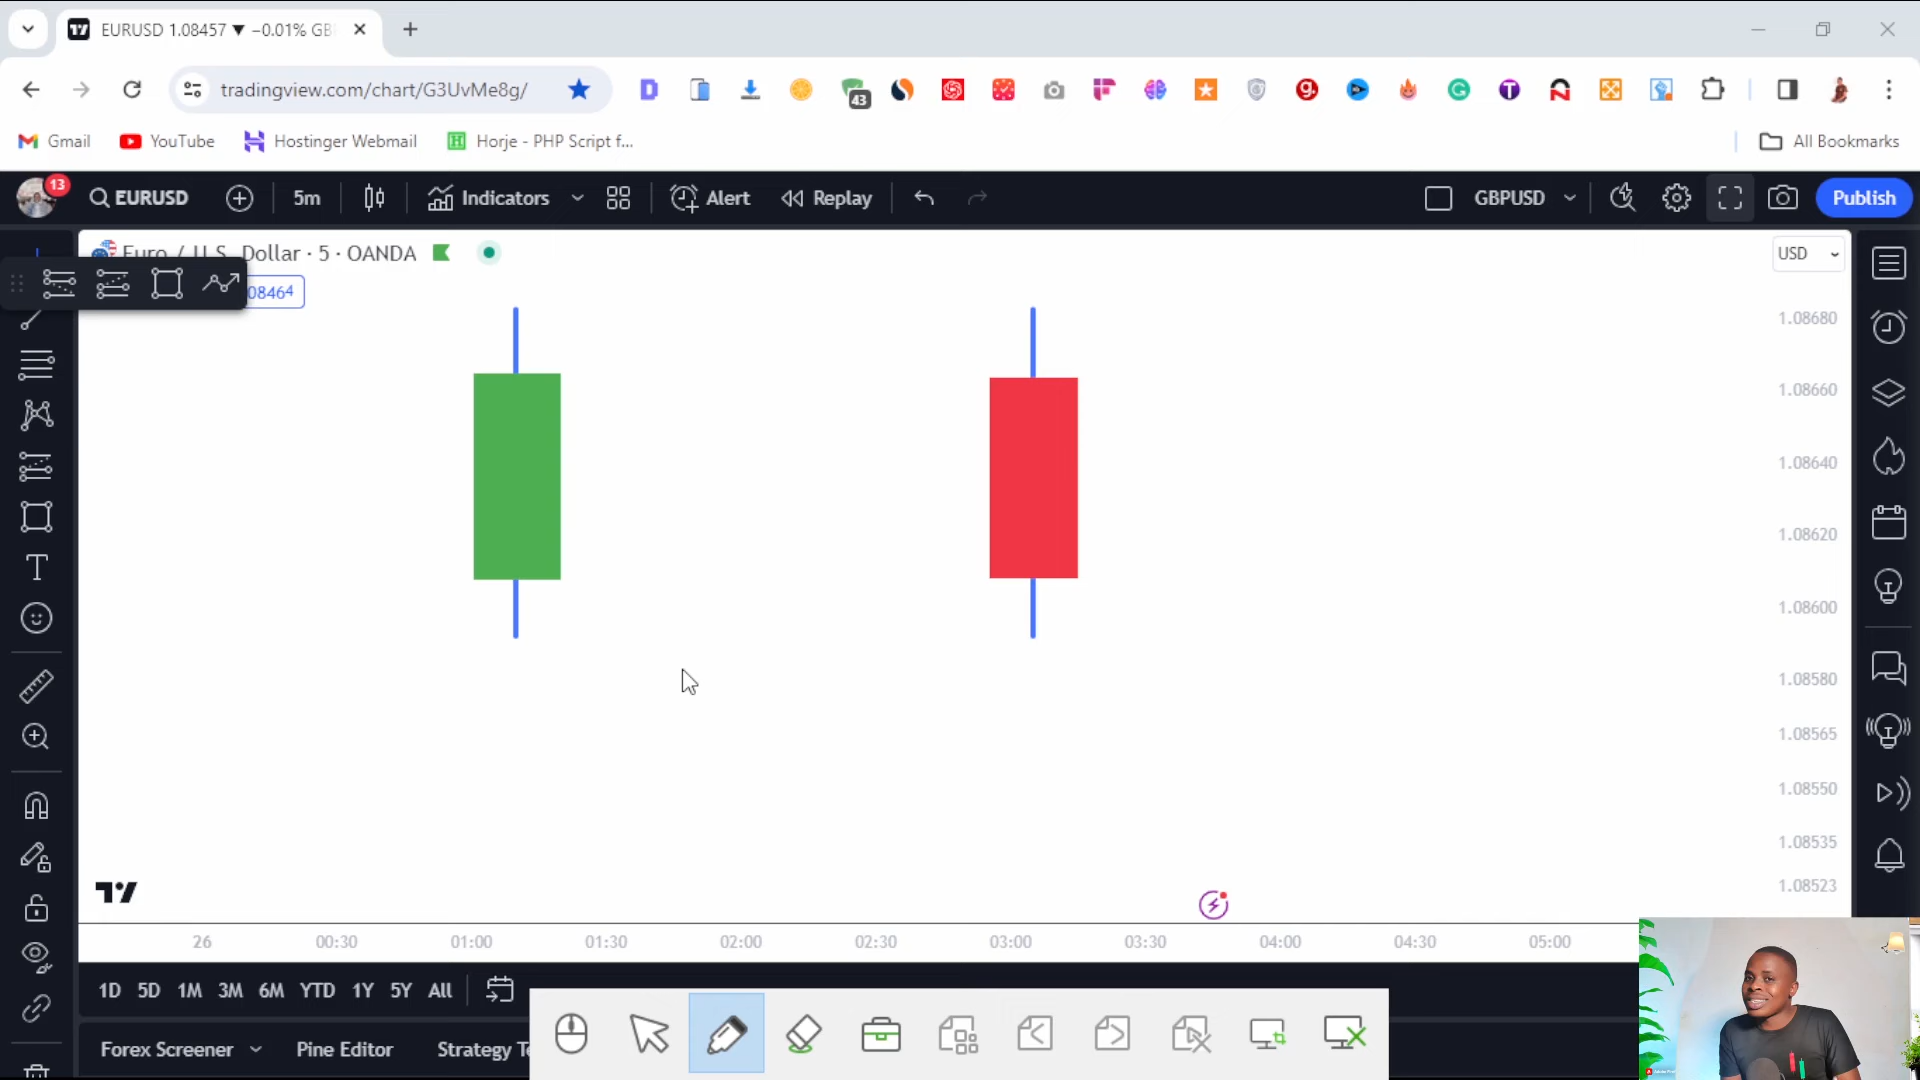 EURUSD 1.08457 ▼ −0.01% GB
tradingview.com/chart/G3UvMe8g/
43
Gmail
YouTube
Hostinger Webmail
Horje - PHP Script f...
All Bookmarks
13
EURUSD
5m
Indicators
Alert
Replay
GBPUSD
Publish
Euro / U.S. Dollar · 5 · OANDA
USD
08464
1.08680
1.08660
1.08640
1.08620
1.08600
1.08580
1.08565
1.08550
1.08535
1.08523
26
00:30
01:00
01:30
02:00
02:30
03:00
03:30
04:00
04:30
05:00
1D
5D
1M
3M
6M
YTD
1Y
5Y
All
Forex Screener
Pine Editor
Strategy Te